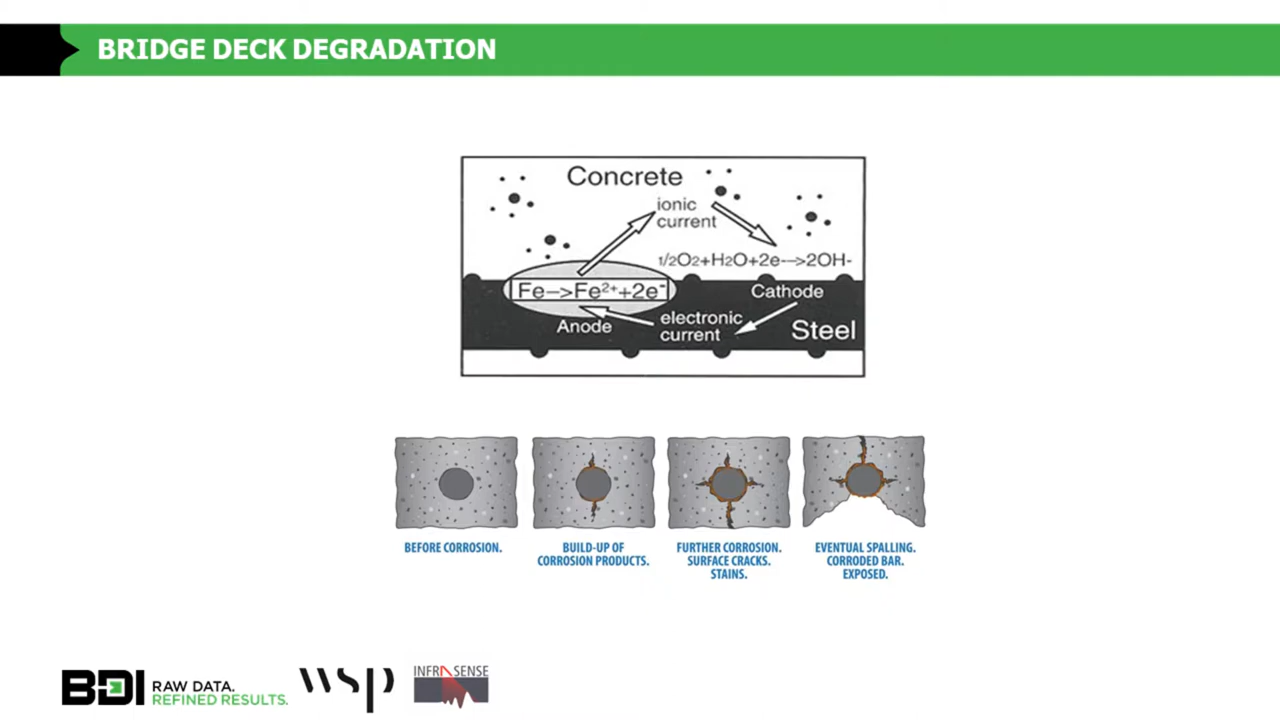 BRIDGE DECK DEGRADATION
Concrete
ionic
current
1/2O2+H2O+2e-->2OH-
Fe–>Fe²⁺+2e⁻
Cathode
Anode
electronic
current
Steel
BEFORE CORROSION.
BUILD-UP OF
CORROSION PRODUCTS.
FURTHER CORROSION.
SURFACE CRACKS.
STAINS.
EVENTUAL SPALLING.
CORRODED BAR.
EXPOSED.
BDI
RAW DATA.
REFINED RESULTS.
wsp
INFRASENSE